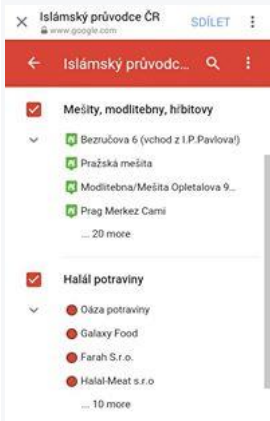 Islámský průvodce ČR
www.google.com
SDÍLET
Islámský průvodc...
Mešity, modlitebny, hřbitovy
Bezručova 6 (vchod z I.P.Pavlova!)
Pražská mešita
Modlitebna/Mešita Opletalova 9...
Prag Merkez Cami
... 20 more
Halál potraviny
Oáza potraviny
Galaxy Food
Farah S.r.o.
Halal-Meat s.r.o
... 10 more